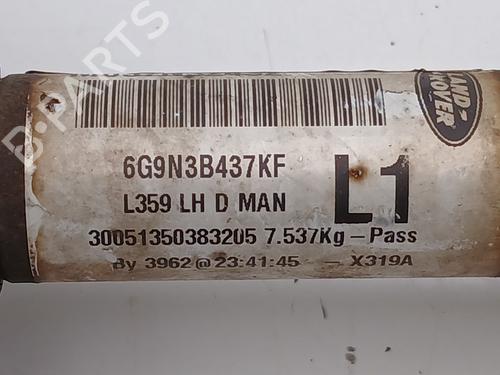 LAND
ROVER
6G9N3B437KF
L1
L359 LH D MAN
30051350383205 7.537Kg – Pass
By 3962@23:41:45 – X319A
B-PARTS